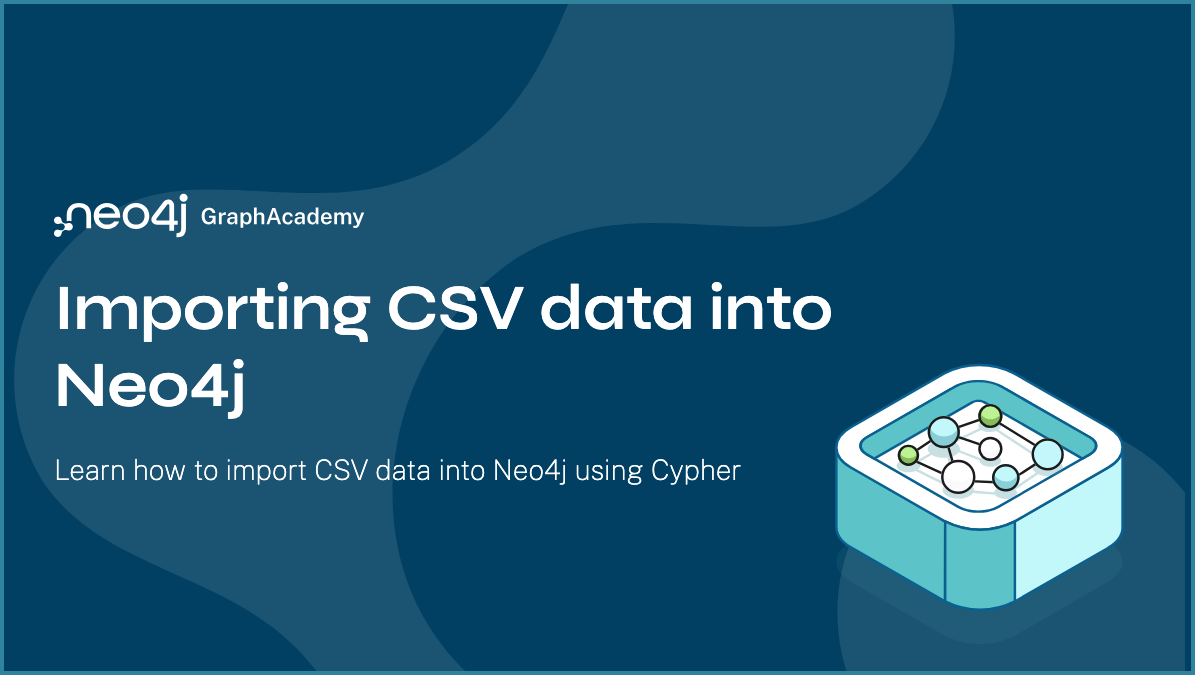 neo4j GraphAcademy
Importing CSV data into
Neo4j
Learn how to import CSV data into Neo4j using Cypher